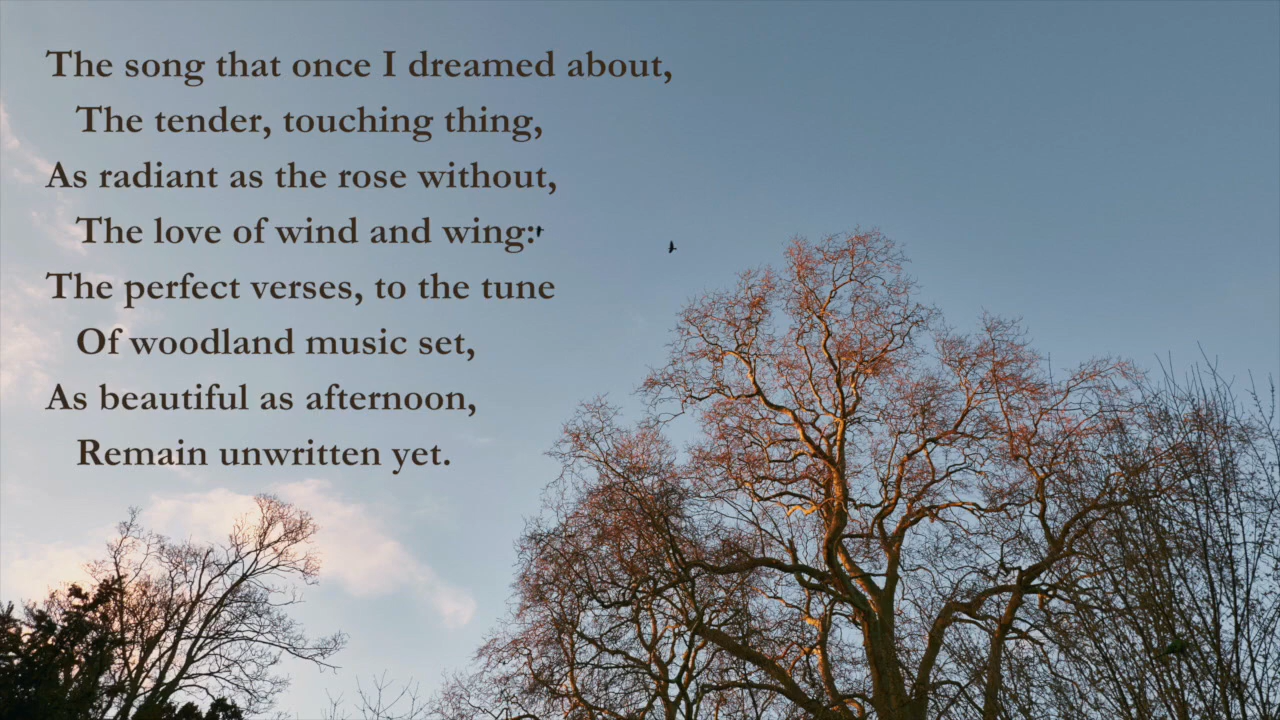 The song that once I dreamed about,
The tender, touching thing,
As radiant as the rose without,
The love of wind and wing:
The perfect verses, to the tune
Of woodland music set,
As beautiful as afternoon,
Remain unwritten yet.